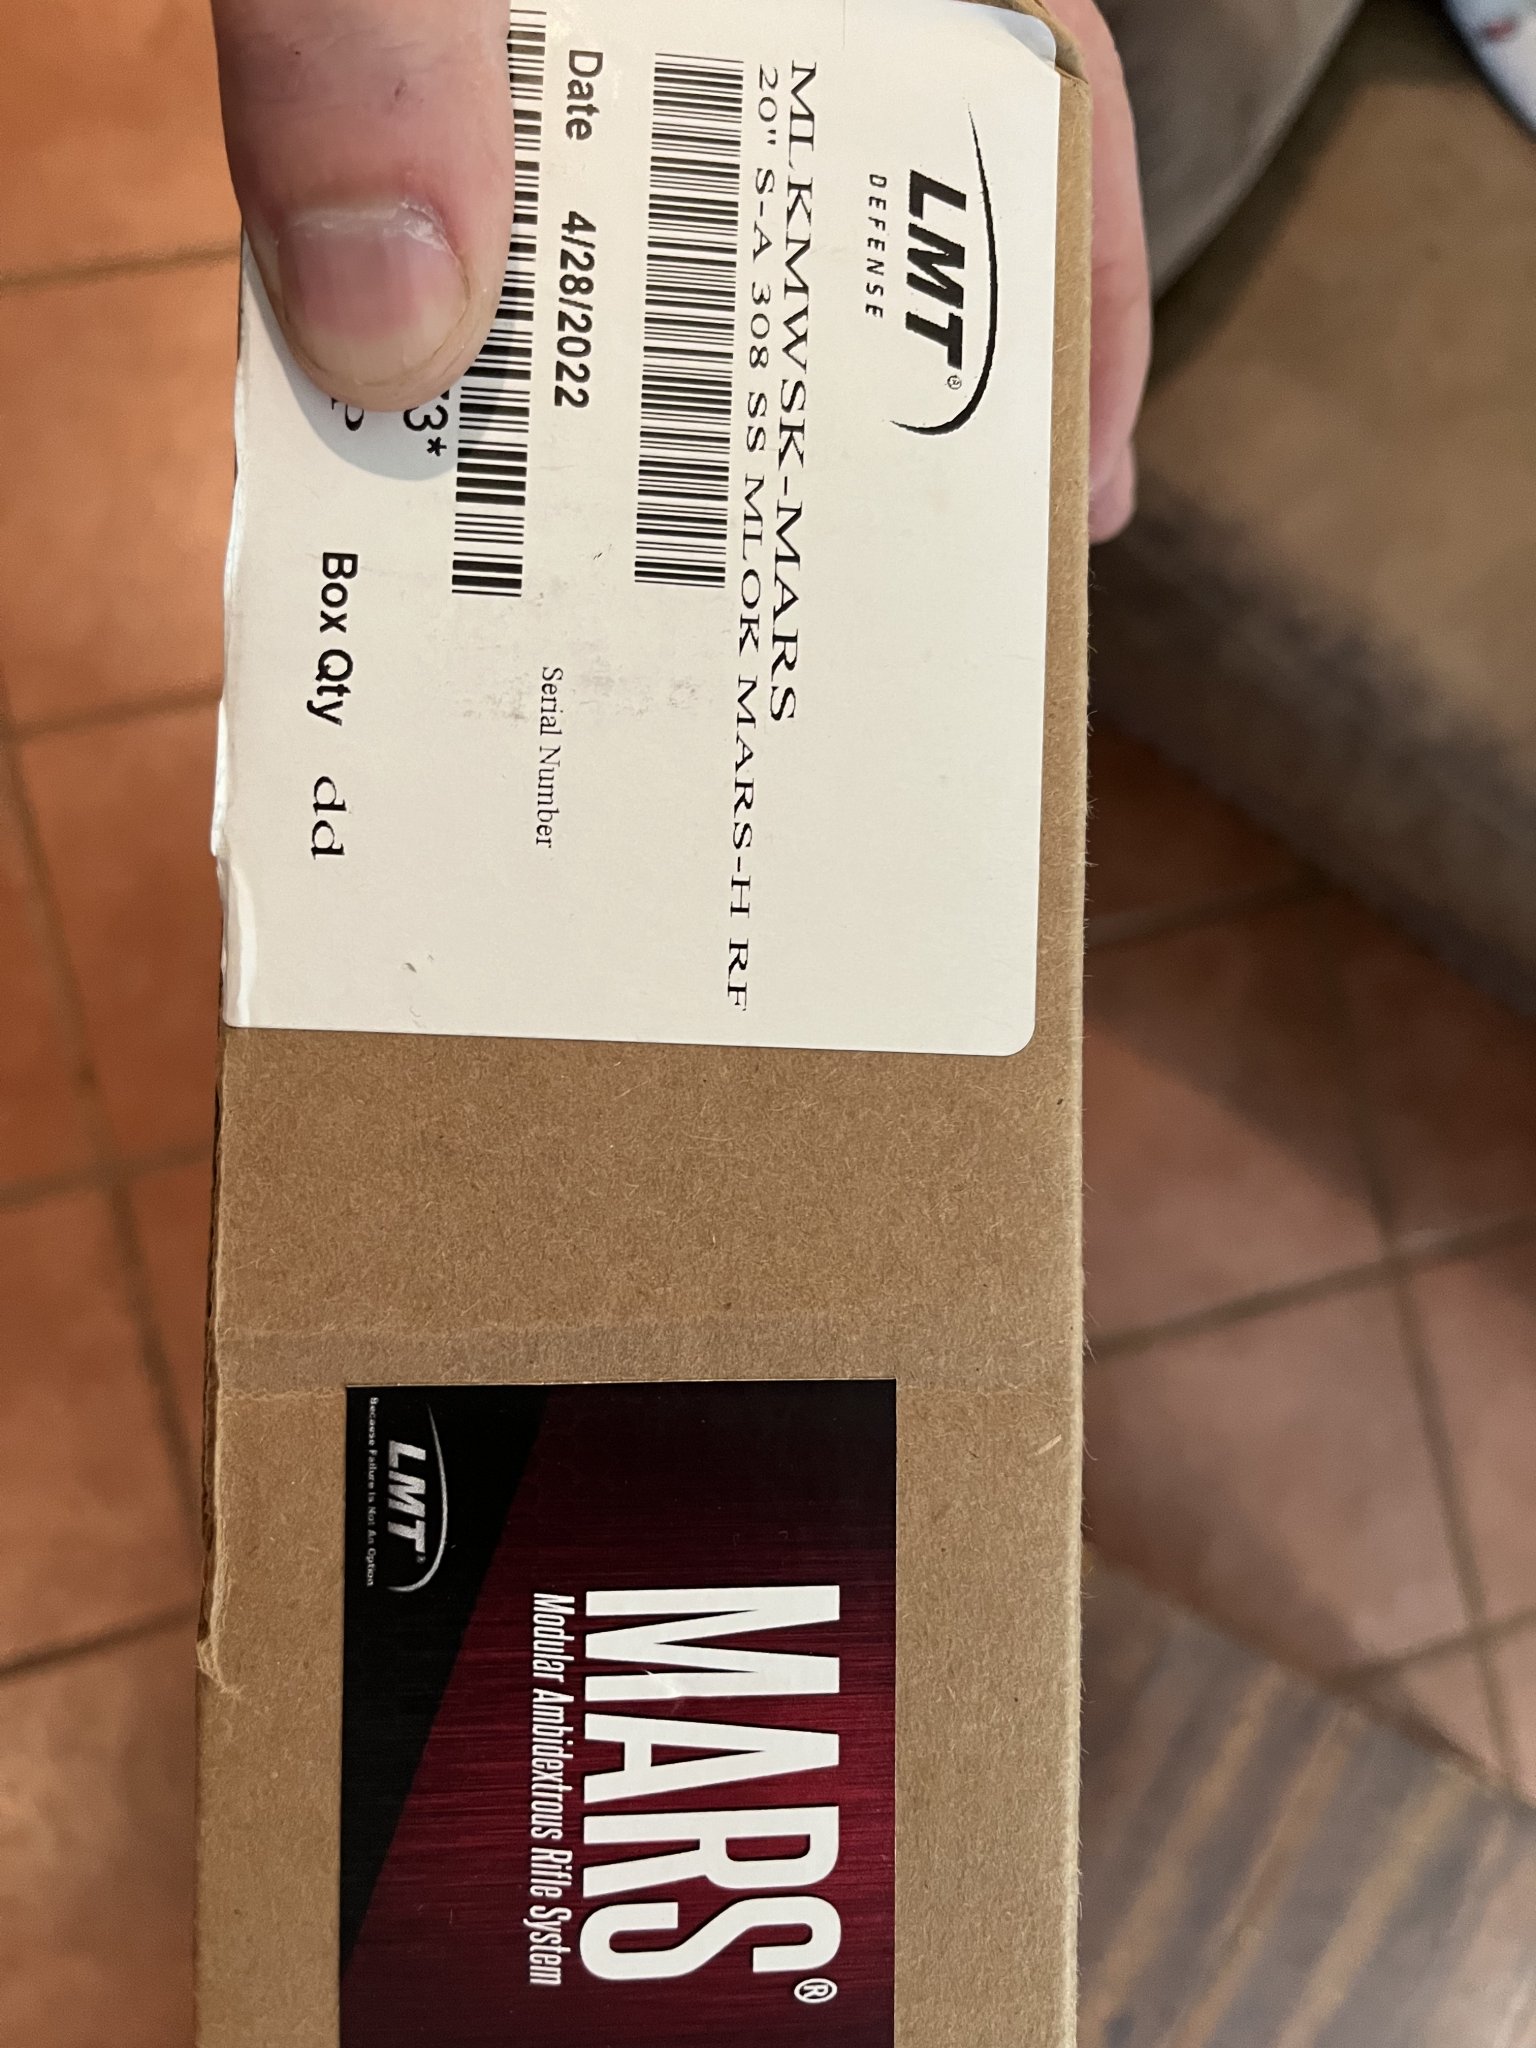 LMT®
DEFENSE
MLKMWSK-MARS
20" S-A 308 SS MLOK MARS-H RF
Date 4/28/2022
Serial Number
3*
Box Qty dd
MARS®
Modular Ambidextrous Rifle System
LMT®
Because Failure Is Not An Option